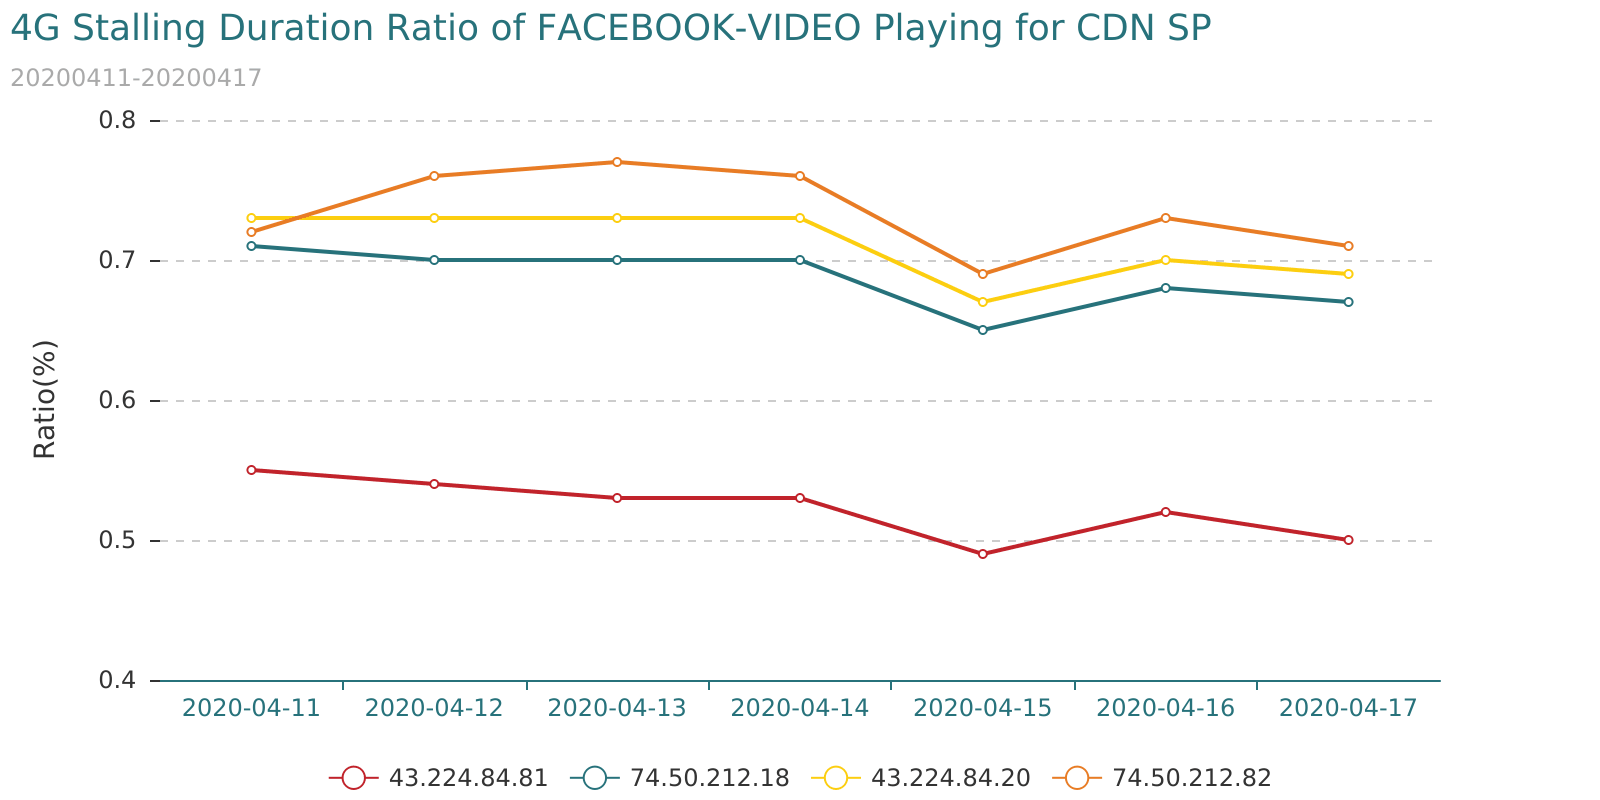 4G Stalling Duration Ratio of FACEBOOK-VIDEO Playing for CDN SP
20200411-20200417
0.8
0.7
0.6
0.5
0.4
Ratio(%)
2020-04-11 2020-04-12 2020-04-13 2020-04-14 2020-04-15 2020-04-16 2020-04-17
43.224.84.81 74.50.212.18 43.224.84.20 74.50.212.82